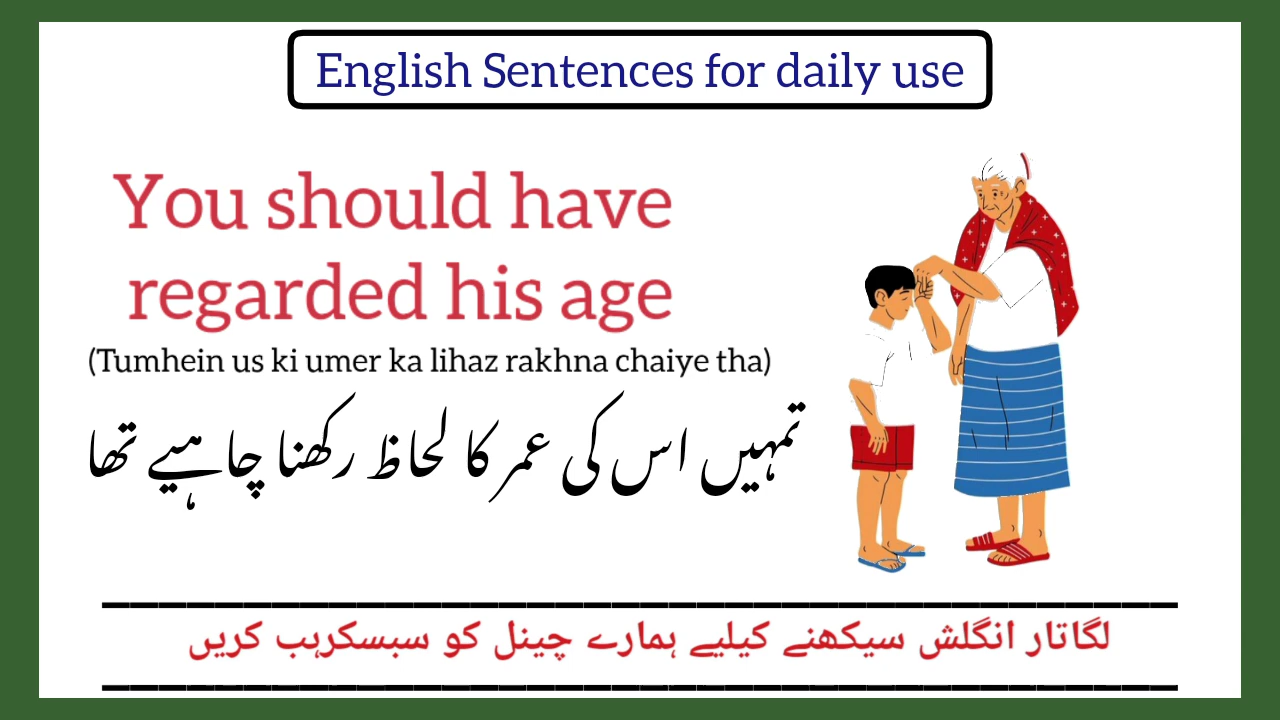 English Sentences for daily use
You should have
regarded his age
(Tumhein us ki umer ka lihaz rakhna chaiye tha)
تمہیں اس کی عمر کا لحاظ رکھنا چاہیے تھا
لگاتار انگلش سیکھنے کیلیے ہمارے چینل کو سبسکرہب کریں